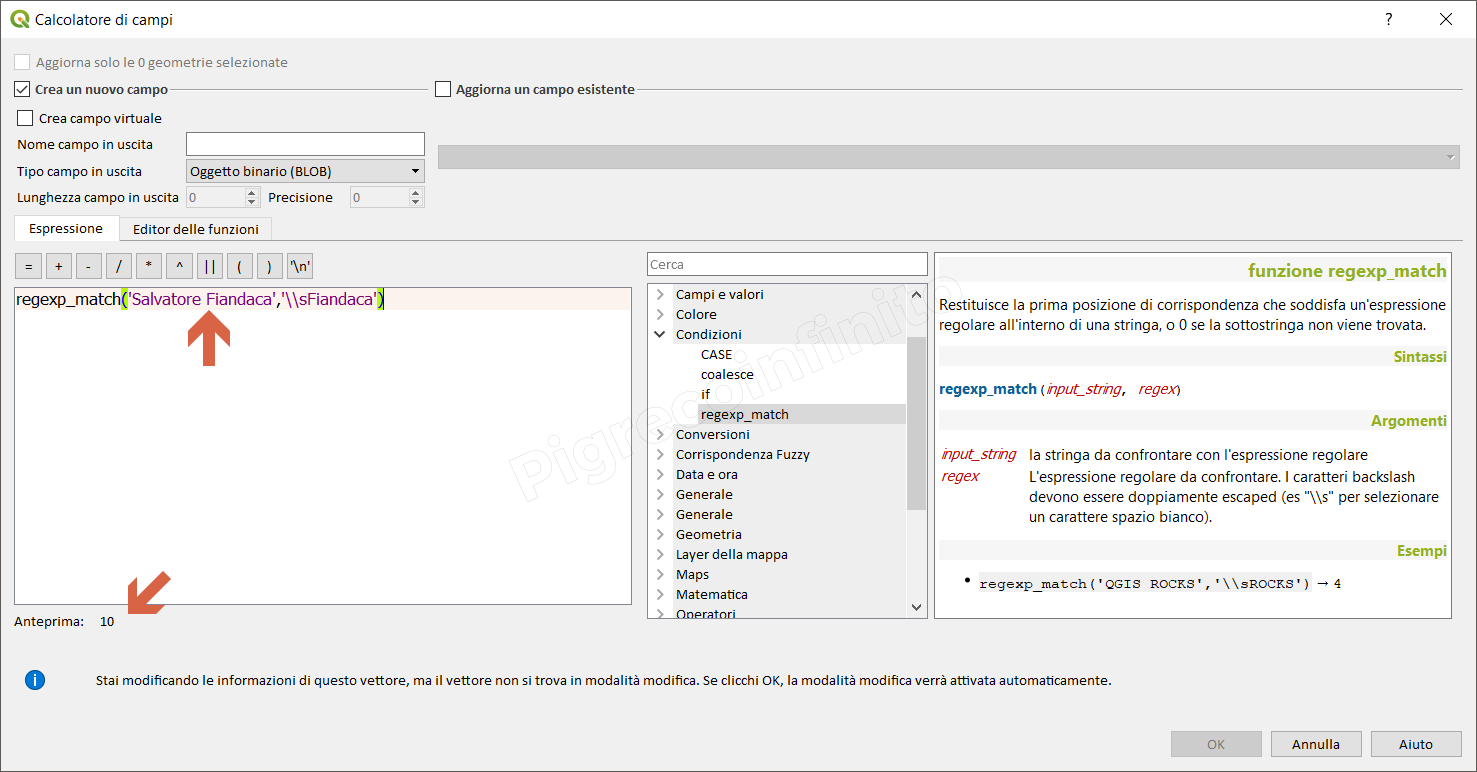 Calcolatore di campi
?
Aggiorna solo le 0 geometrie selezionate
Crea un nuovo campo
Aggiorna un campo esistente
Crea campo virtuale
Nome campo in uscita
Tipo campo in uscita
Oggetto binario (BLOB)
Lunghezza campo in uscita
0
Precisione
0
Espressione
Editor delle funzioni
= + - / * ^ || ( ) '\n'
regexp_match('Salvatore Fiandaca','\\sFiandaca')
Anteprima: 10
Cerca
Campi e valori
Colore
Condizioni
CASE
coalesce
if
regexp_match
Conversioni
Corrispondenza Fuzzy
Data e ora
Generale
Generale
Geometria
Layer della mappa
Maps
Matematica
Operatori
funzione regexp_match
Restituisce la prima posizione di corrispondenza che soddisfa un'espressione
regolare all'interno di una stringa, o 0 se la sottostringa non viene trovata.
Sintassi
regexp_match(input_string, regex)
Argomenti
input_string la stringa da confrontare con l'espressione regolare
regex L'espressione regolare da confrontare. I caratteri backslash
devono essere doppiamente escaped (es "\\s" per selezionare
un carattere spazio bianco).
Esempi
• regexp_match('QGIS ROCKS','\\sROCKS') → 4
Pigrecoinfinito
Stai modificando le informazioni di questo vettore, ma il vettore non si trova in modalità modifica. Se clicchi OK, la modalità modifica verrà attivata automaticamente.
OK
Annulla
Aiuto